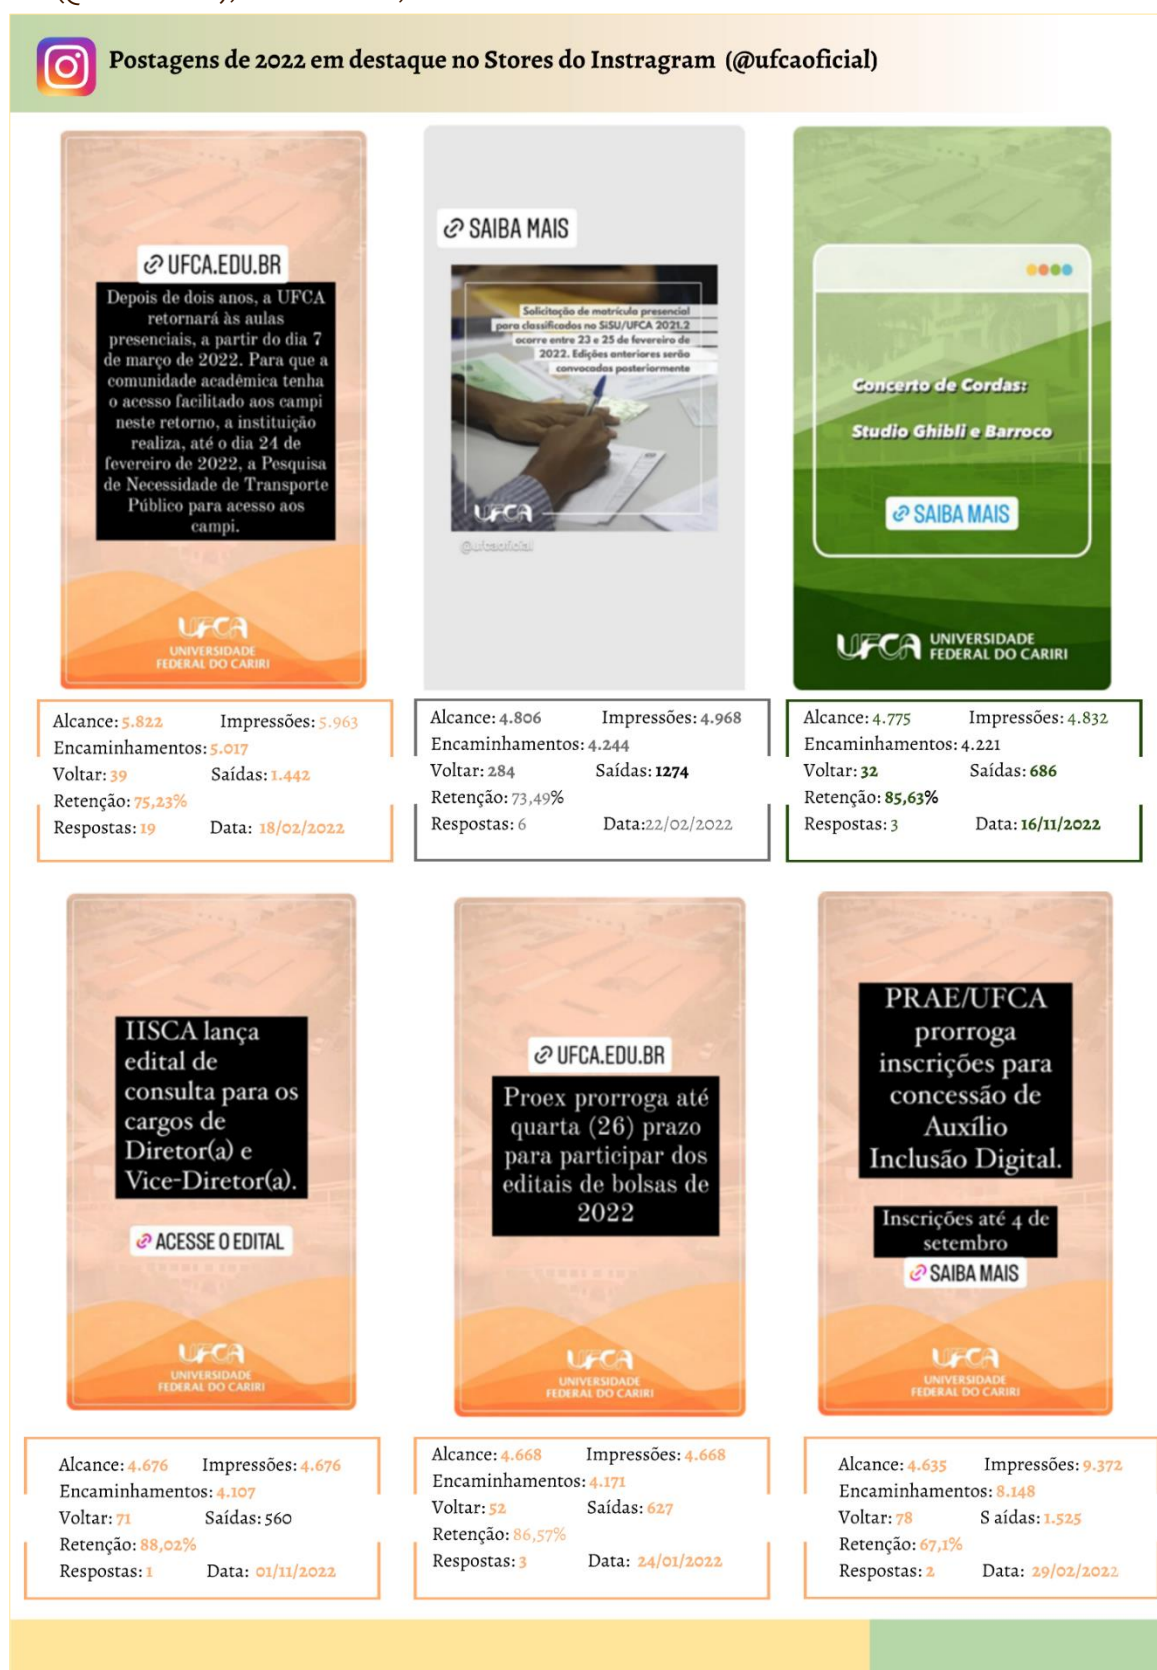 Postagens de 2022 em destaque no Stores do Instragram (@ufcaoficial)
UFCA.EDU.BR
Depois de dois anos, a UFCA
retornará às aulas
presenciais, a partir do dia 7
de março de 2022. Para que a
comunidade acadêmica tenha
o acesso facilitado aos campi
neste retorno, a instituição
realiza, até o dia 24 de
fevereiro de 2022, a Pesquisa
de Necessidade de Transporte
Público para acesso aos
campi.
UFCA
UNIVERSIDADE
FEDERAL DO CARIRI
SAIBA MAIS
Solicitação de matrícula presencial
para classificados no SiSU/UFCA 2021.2
ocorre entre 23 e 25 de fevereiro de
2022. Edições anteriores serão
convocadas posteriormente
UFCA
@ufcaoficial
Concerto de Cordas:
Studio Ghibli e Barroco
SAIBA MAIS
UFCA UNIVERSIDADE
FEDERAL DO CARIRI
Alcance: 5.822 Impressões: 5.963
Encaminhamentos: 5.017
Voltar: 39 Saídas: 1.442
Retenção: 75,23%
Respostas: 19 Data: 18/02/2022
Alcance: 4.806 Impressões: 4.968
Encaminhamentos: 4.244
Voltar: 284 Saídas: 1274
Retenção: 73,49%
Respostas: 6 Data:22/02/2022
Alcance: 4.775 Impressões: 4.832
Encaminhamentos: 4.221
Voltar: 32 Saídas: 686
Retenção: 85,63%
Respostas: 3 Data: 16/11/2022
IISCA lança
edital de
consulta para os
cargos de
Diretor(a) e
Vice-Diretor(a).
ACESSE O EDITAL
UFCA
UNIVERSIDADE
FEDERAL DO CARIRI
UFCA.EDU.BR
Proex prorroga até
quarta (26) prazo
para participar dos
editais de bolsas de
2022
UFCA
UNIVERSIDADE
FEDERAL DO CARIRI
PRAE/UFCA
prorroga
inscrições para
concessão de
Auxílio
Inclusão Digital.
Inscrições até 4 de
setembro
SAIBA MAIS
UFCA
UNIVERSIDADE
FEDERAL DO CARIRI
Alcance: 4.676 Impressões: 4.676
Encaminhamentos: 4.107
Voltar: 71 Saídas: 560
Retenção: 88,02%
Respostas: 1 Data: 01/11/2022
Alcance: 4.668 Impressões: 4.668
Encaminhamentos: 4.171
Voltar: 52 Saídas: 627
Retenção: 86,57%
Respostas: 3 Data: 24/01/2022
Alcance: 4.635 Impressões: 9.372
Encaminhamentos: 8.148
Voltar: 78 S aídas: 1.525
Retenção: 67,1%
Respostas: 2 Data: 29/02/2022